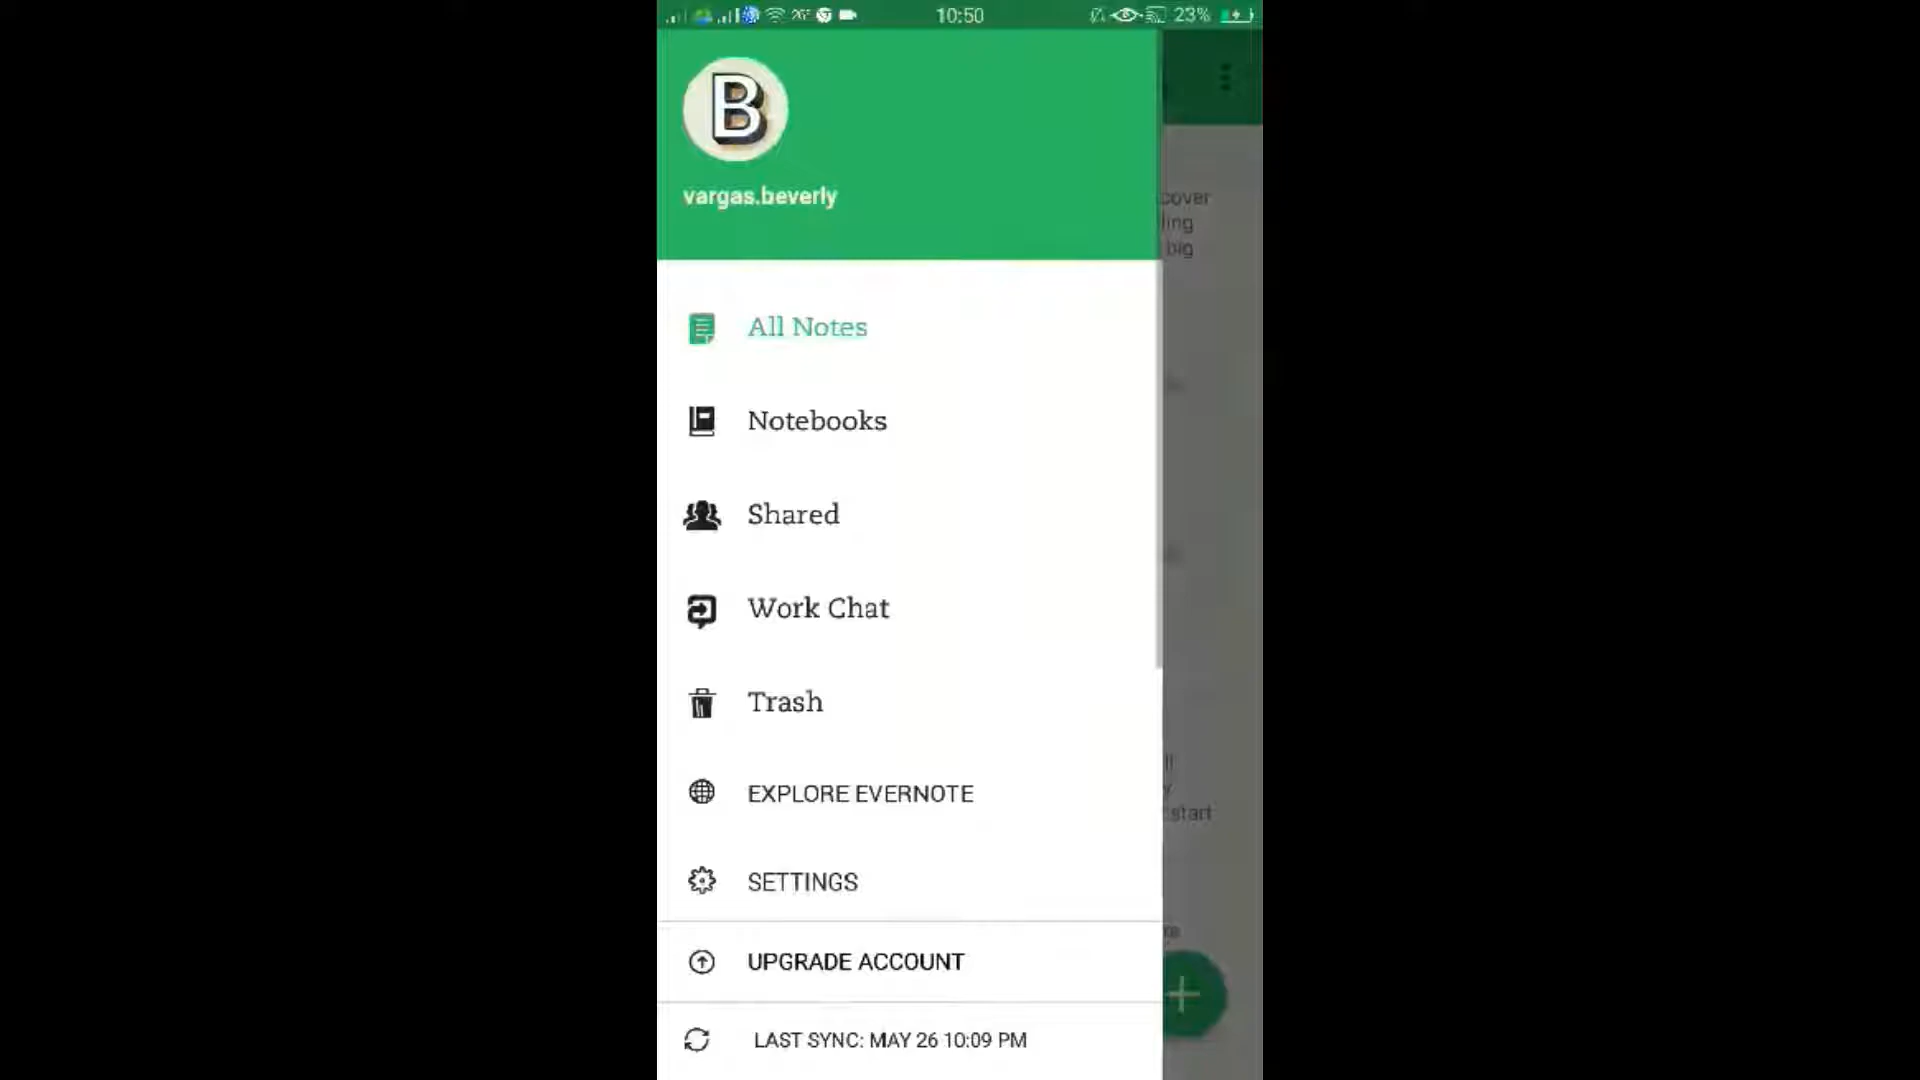 26°
10:50
23%
B
vargas.beverly
cover
ling
big
All Notes
Notebooks
Shared
Work Chat
Trash
EXPLORE EVERNOTE
start
SETTINGS
UPGRADE ACCOUNT
LAST SYNC: MAY 26 10:09 PM